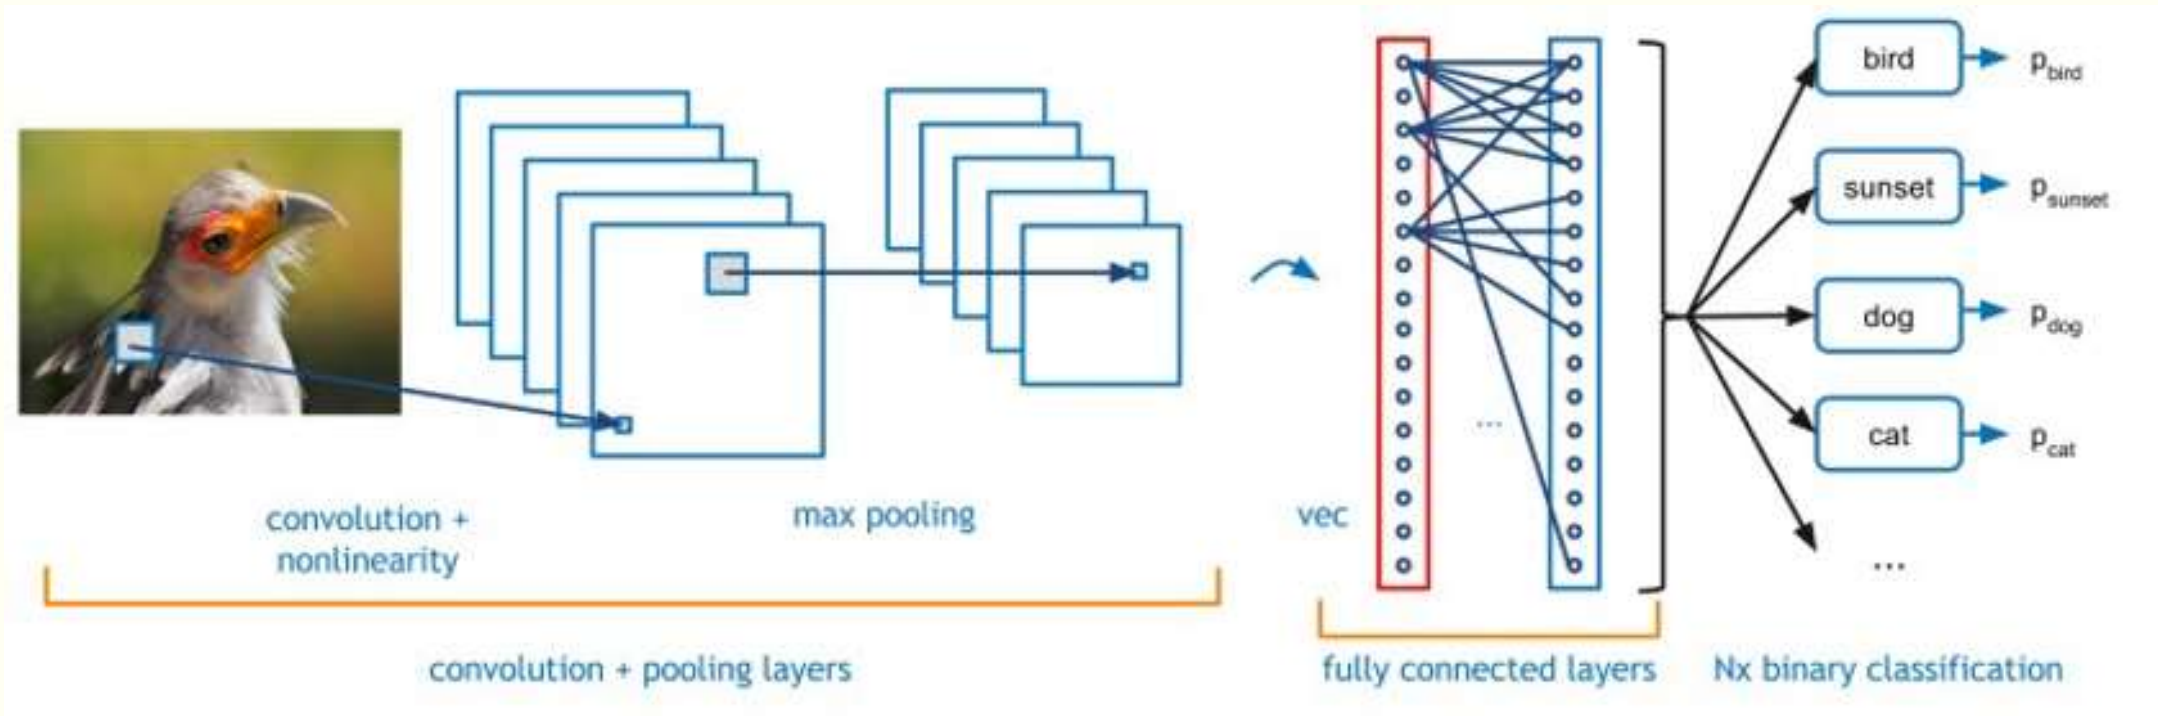 bird
p_bird
sunset
p_sunset
dog
p_dog
cat
p_cat
...
...
convolution +
nonlinearity
max pooling
vec
convolution + pooling layers
fully connected layers
Nx binary classification